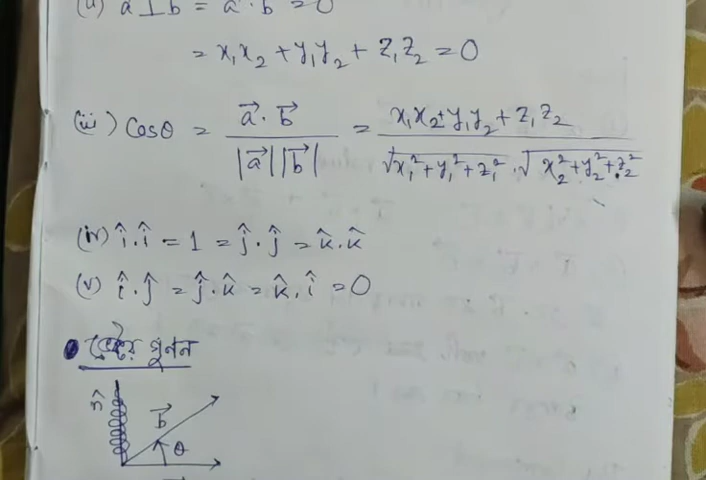 (ii) a⊥b = a⃗·b⃗ = 0
= x₁x₂ + y₁y₂ + z₁z₂ = 0
(iii) Cosθ = a⃗·b⃗ / |a⃗||b⃗| = x₁x₂+y₁y₂+z₁z₂ / √x₁²+y₁²+z₁² · √x₂²+y₂²+z₂²
(iv) î·î = 1 = ĵ·ĵ = k̂·k̂
(v) î·ĵ = ĵ·k̂ = k̂·î = 0
গুনন
n̂
b⃗
θ